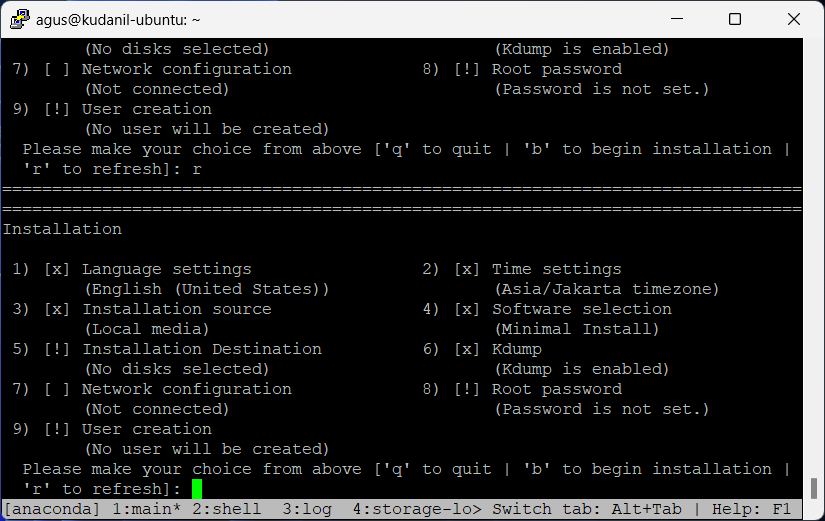 agus@kudanil-ubuntu: ~
(No disks selected) (Kdump is enabled)
7) [ ] Network configuration 8) [!] Root password
(Not connected) (Password is not set.)
9) [!] User creation
(No user will be created)
Please make your choice from above ['q' to quit | 'b' to begin installation |
'r' to refresh]: r
================================================================================
================================================================================
Installation
1) [x] Language settings 2) [x] Time settings
(English (United States)) (Asia/Jakarta timezone)
3) [x] Installation source 4) [x] Software selection
(Local media) (Minimal Install)
5) [!] Installation Destination 6) [x] Kdump
(No disks selected) (Kdump is enabled)
7) [ ] Network configuration 8) [!] Root password
(Not connected) (Password is not set.)
9) [!] User creation
(No user will be created)
Please make your choice from above ['q' to quit | 'b' to begin installation |
'r' to refresh]:
[anaconda] 1:main* 2:shell 3:log 4:storage-lo> Switch tab: Alt+Tab | Help: F1